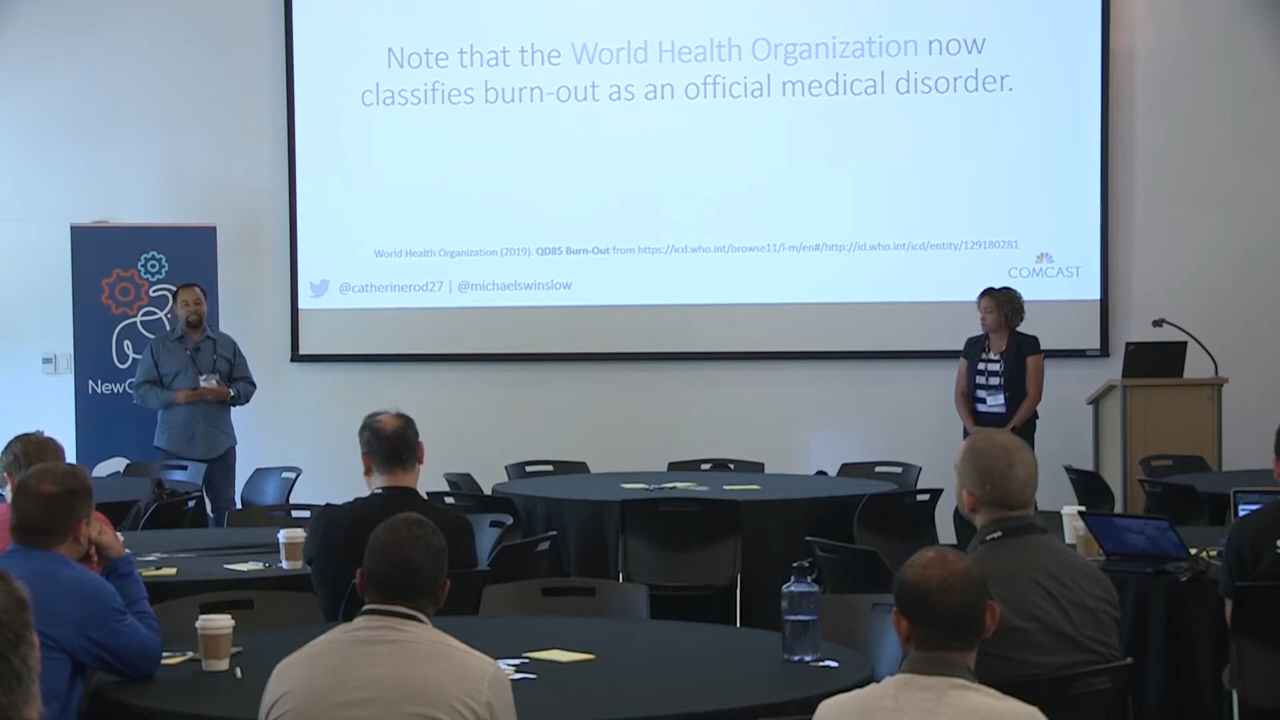 Note that the World Health Organization now
classifies burn-out as an official medical disorder.
World Health Organization (2019). QD85 Burn-Out from https://icd.who.int/browse11/l-m/en#/http://id.who.int/icd/entity/129180281
COMCAST
@catherinerod27 | @michaelswinslow